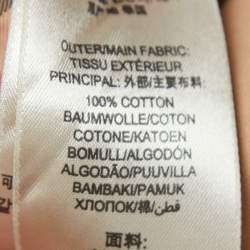 OUTER/MAIN FABRIC:
TISSU EXTÉRIEUR
PRINCIPAL: 外部/主要布料:
100% COTTON
BAUMWOLLE/COTON
COTONE/KATOEN
BOMULL/ALGODÓN
ALGODÃO/PUUVILLA
BAMBAKI/PAMUK
ХЛОПОК/棉/قطن
面料: